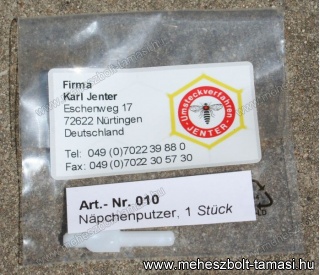 Firma
Karl Jenter
Eschenweg 17
72622 Nürtingen
Deutschland
Tel: 049 (0)7022 39 88 0
Fax: 049 (0)7022 30 57 30
Umsteckverfahren
- JENTER -
Art.- Nr. 010
Näpchenputzer, 1 Stück
www.meheszbolt-tamasi.hu